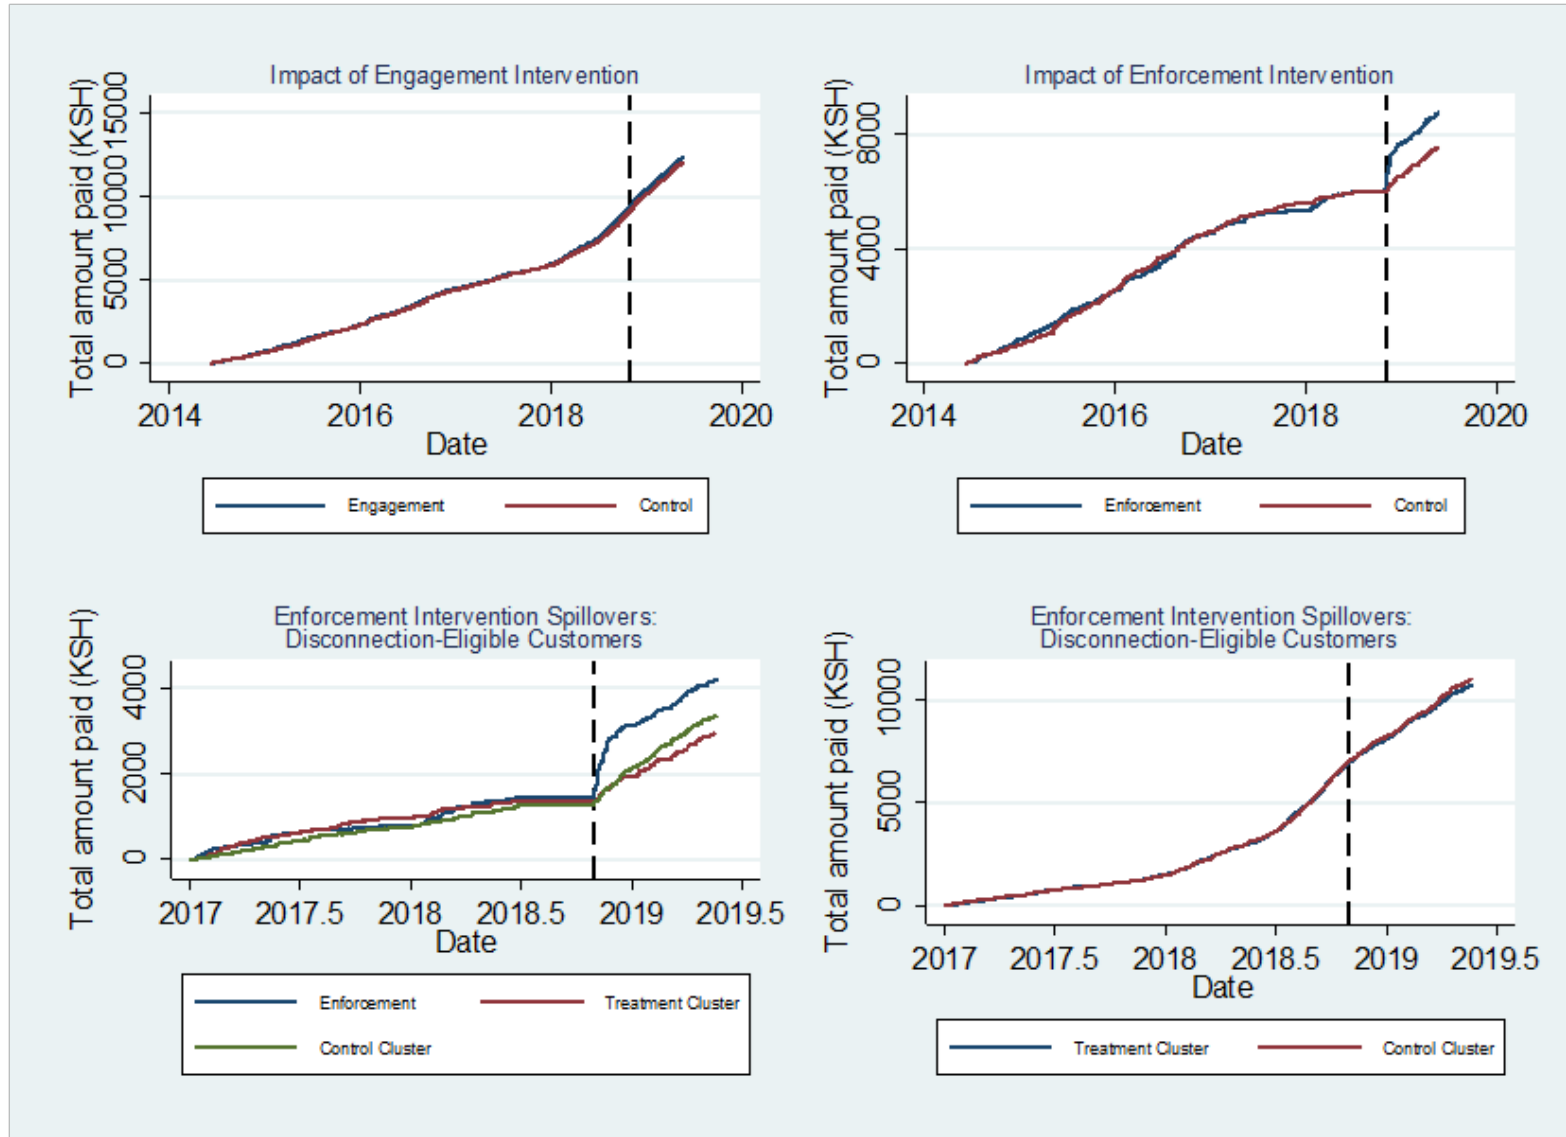 Impact of Engagement Intervention
Total amount paid (KSH)
15000
10000
5000
0
2014 2016 2018 2020
Date
Engagement Control
Impact of Enforcement Intervention
Total amount paid (KSH)
8000
4000
0
2014 2016 2018 2020
Date
Enforcement Control
Enforcement Intervention Spillovers:
Disconnection-Eligible Customers
Total amount paid (KSH)
4000
2000
0
2017 2017.5 2018 2018.5 2019 2019.5
Date
Enforcement Treatment Cluster
Control Cluster
Enforcement Intervention Spillovers:
Disconnection-Eligible Customers
Total amount paid (KSH)
10000
5000
0
2017 2017.5 2018 2018.5 2019 2019.5
Date
Treatment Cluster Control Cluster